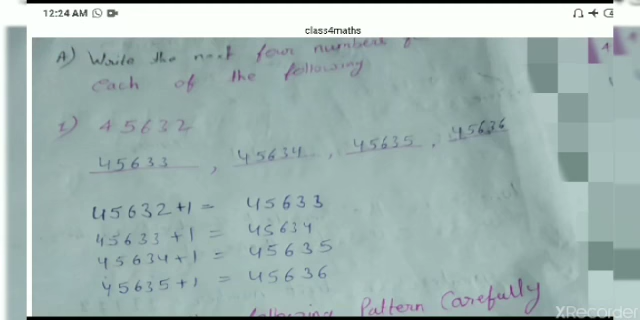 12:24 AM
class4maths
A) Write the next four numbers
each of the following
1) 45632
45633 , 45634 , 45635 , 45636
45632+1 = 45633
45633 +1 = 45634
45634+1 = 45635
45635+1 = 45636
following Pattern Carefully
XRecorder